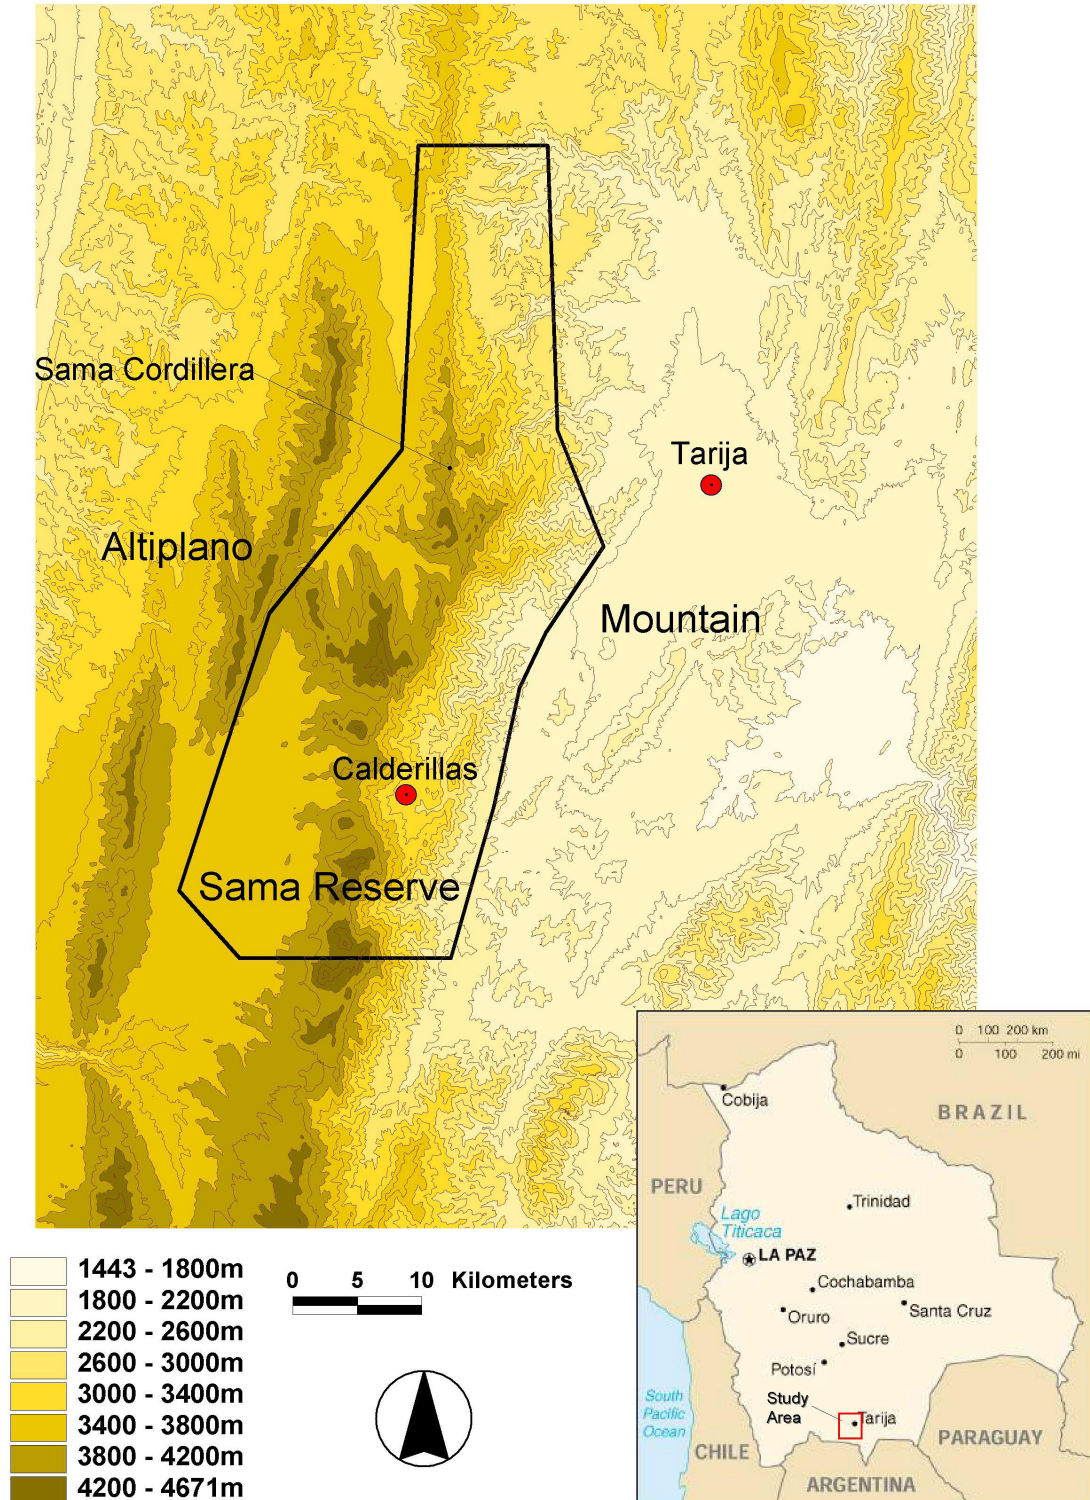 Sama Cordillera
Tarija
Altiplano
Mountain
Calderillas
Sama Reserve
1443 - 1800m
1800 - 2200m
2200 - 2600m
2600 - 3000m
3000 - 3400m
3400 - 3800m
3800 - 4200m
4200 - 4671m
0 5 10 Kilometers
0 100 200 km
0 100 200 mi
Cobija
BRAZIL
PERU
Trinidad
Lago
Titicaca
LA PAZ
Cochabamba
Oruro
Santa Cruz
Sucre
Potosí
Study
Area
Tarija
South
Pacific
Ocean
CHILE
PARAGUAY
ARGENTINA